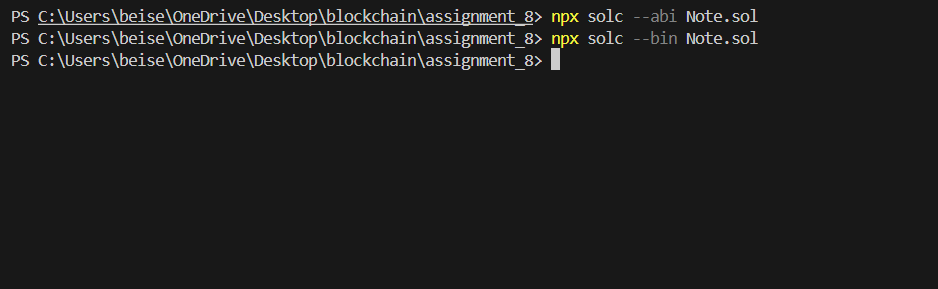 PS C:\Users\beise\OneDrive\Desktop\blockchain\assignment_8> npx solc --abi Note.sol
PS C:\Users\beise\OneDrive\Desktop\blockchain\assignment_8> npx solc --bin Note.sol
PS C:\Users\beise\OneDrive\Desktop\blockchain\assignment_8>